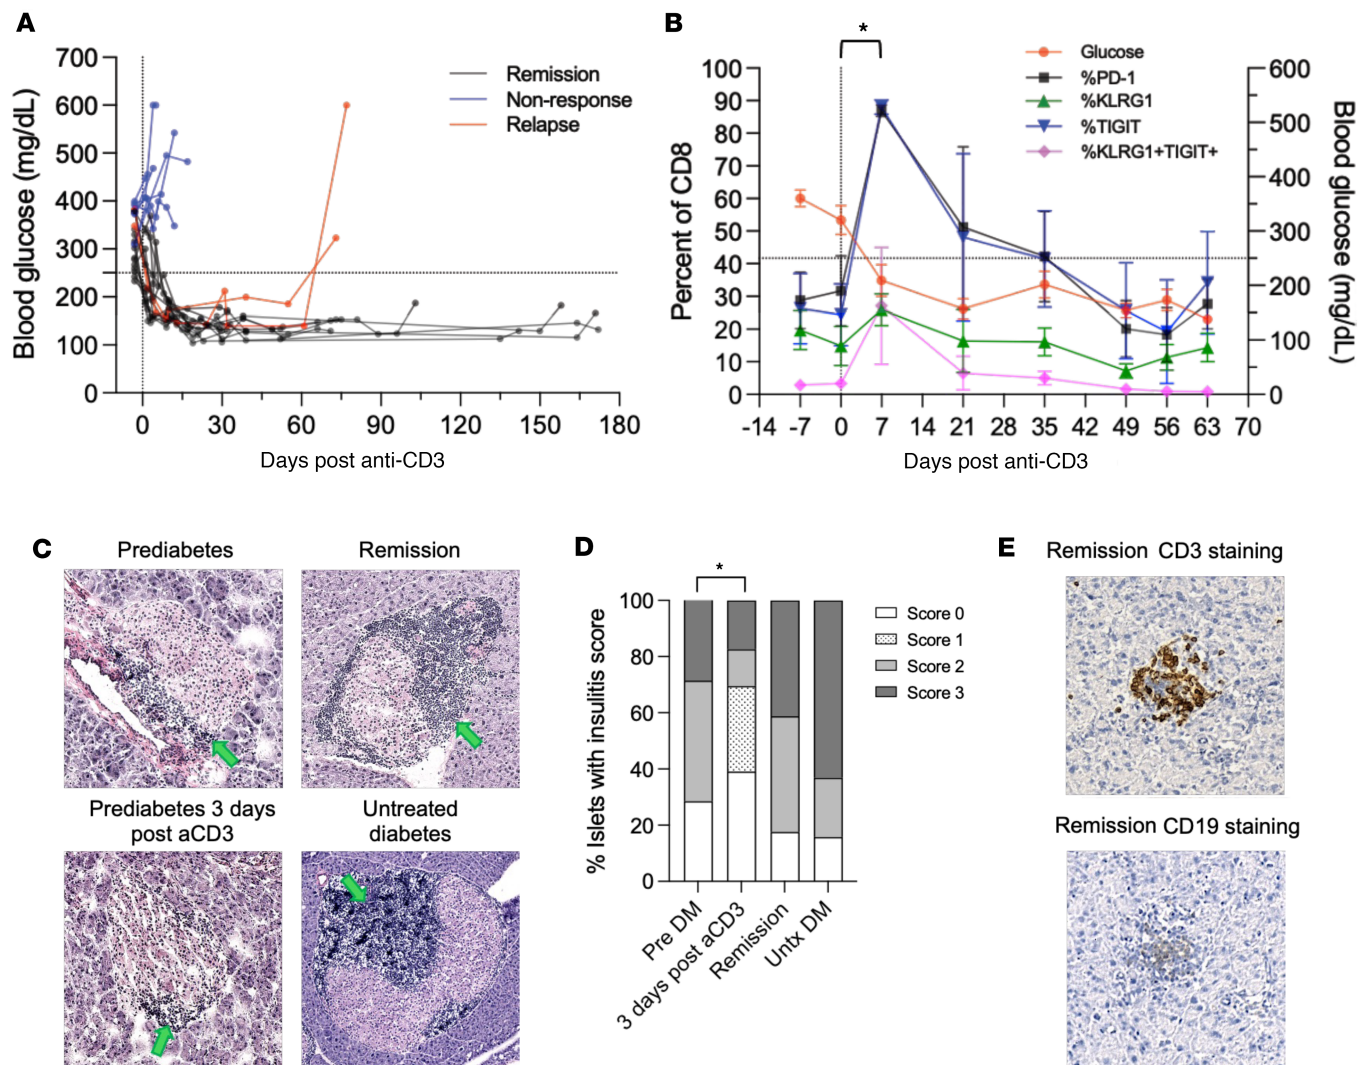 A
700
600
500
400
300
200
100
0
Blood glucose (mg/dL)
Remission
Non-response
Relapse
0 30 60 90 120 150 180
Days post anti-CD3
B
*
100
90
80
70
60
50
40
30
20
10
0
Percent of CD8
Glucose
%PD-1
%KLRG1
%TIGIT
%KLRG1+TIGIT+
600
500
400
300
200
100
0
Blood glucose (mg/dL)
-14 -7 0 7 14 21 28 35 42 49 56 63 70
Days post anti-CD3
C
Prediabetes
Remission
Prediabetes 3 days
post aCD3
Untreated
diabetes
D
*
100
80
60
40
20
0
% Islets with insulitis score
Score 0
Score 1
Score 2
Score 3
Pre DM
3 days post aCD3
Remission
Untx DM
E
Remission CD3 staining
Remission CD19 staining